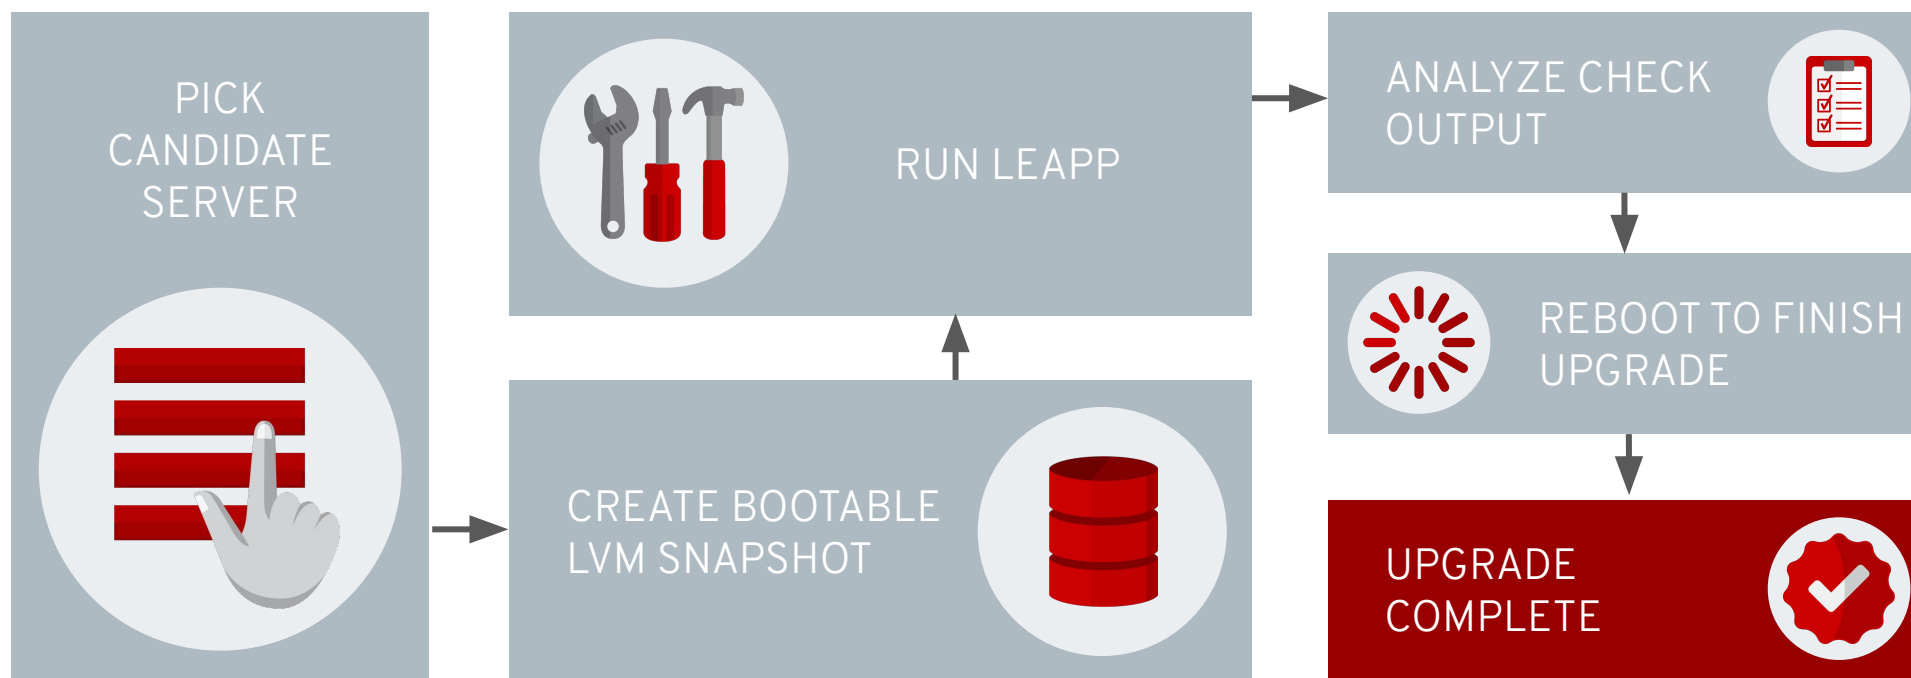 PICK
CANDIDATE
SERVER
CREATE BOOTABLE
LVM SNAPSHOT
RUN LEAPP
ANALYZE CHECK
OUTPUT
REBOOT TO FINISH
UPGRADE
UPGRADE
COMPLETE